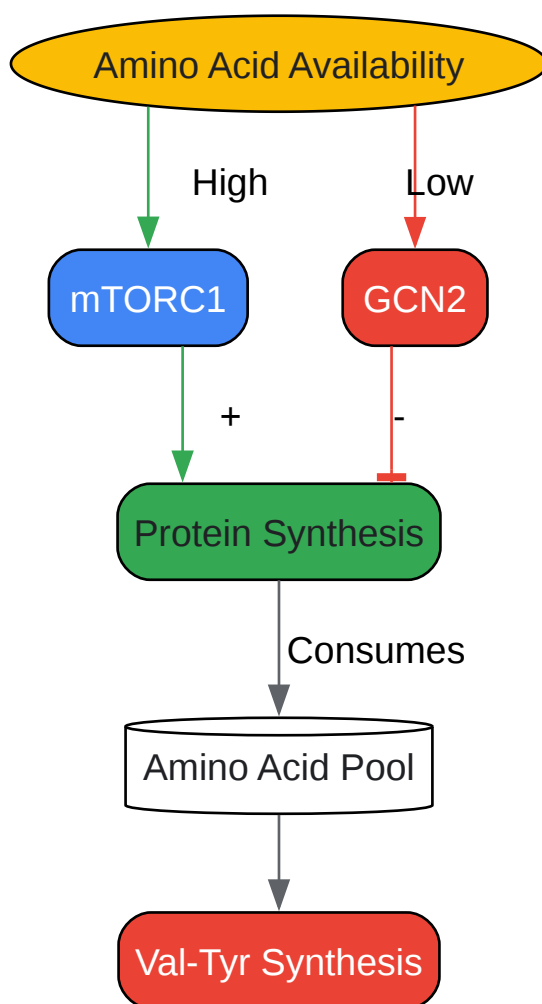 Amino Acid Availability
High
Low
mTORC1
GCN2
+
-
Protein Synthesis
Consumes
Amino Acid Pool
Val-Tyr Synthesis